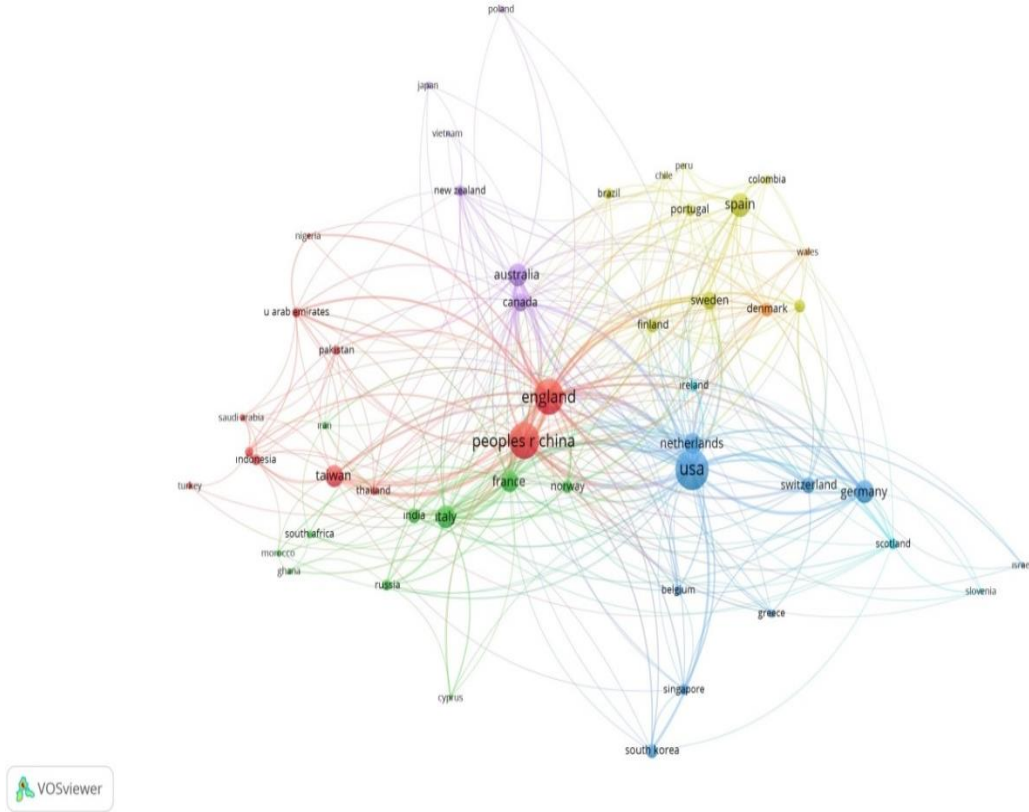 poland
japan
vietnam
new zealand
peru
chile
colombia
brazil
portugal
spain
nigeria
wales
australia
canada
sweden
denmark
u arab emirates
finland
pakistan
ireland
england
saudi arabia
iran
peoples r china
netherlands
indonesia
usa
taiwan
france
norway
switzerland
germany
turkey
thailand
india
italy
south africa
scotland
morocco
ghana
russia
belgium
slovenia
greece
singapore
cyprus
south korea
VOSviewer